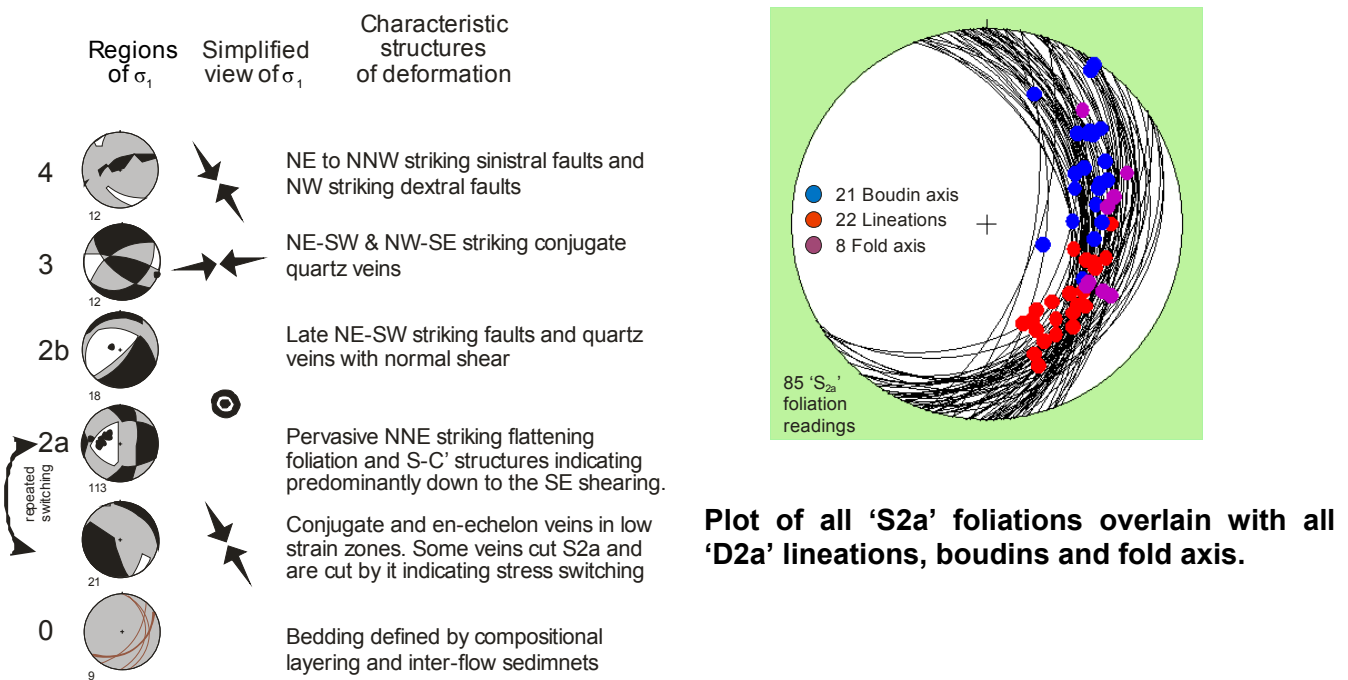 Regions
of σ1
Simplified
view of σ1
Characteristic
structures
of deformation
4
12
NE to NNW striking sinistral faults and
NW striking dextral faults
3
12
NE-SW & NW-SE striking conjugate
quartz veins
2b
18
Late NE-SW striking faults and quartz
veins with normal shear
2a
113
Pervasive NNE striking flattening
foliation and S-C’ structures indicating
predominantly down to the SE shearing.
repeated
switching
21
Conjugate and en-echelon veins in low
strain zones. Some veins cut S2a and
are cut by it indicating stress switching
0
9
Bedding defined by compositional
layering and inter-flow sedimnets
21 Boudin axis
22 Lineations
8 Fold axis
85 ‘S2a’
foliation
readings
Plot of all ‘S2a’ foliations overlain with all
‘D2a’ lineations, boudins and fold axis.